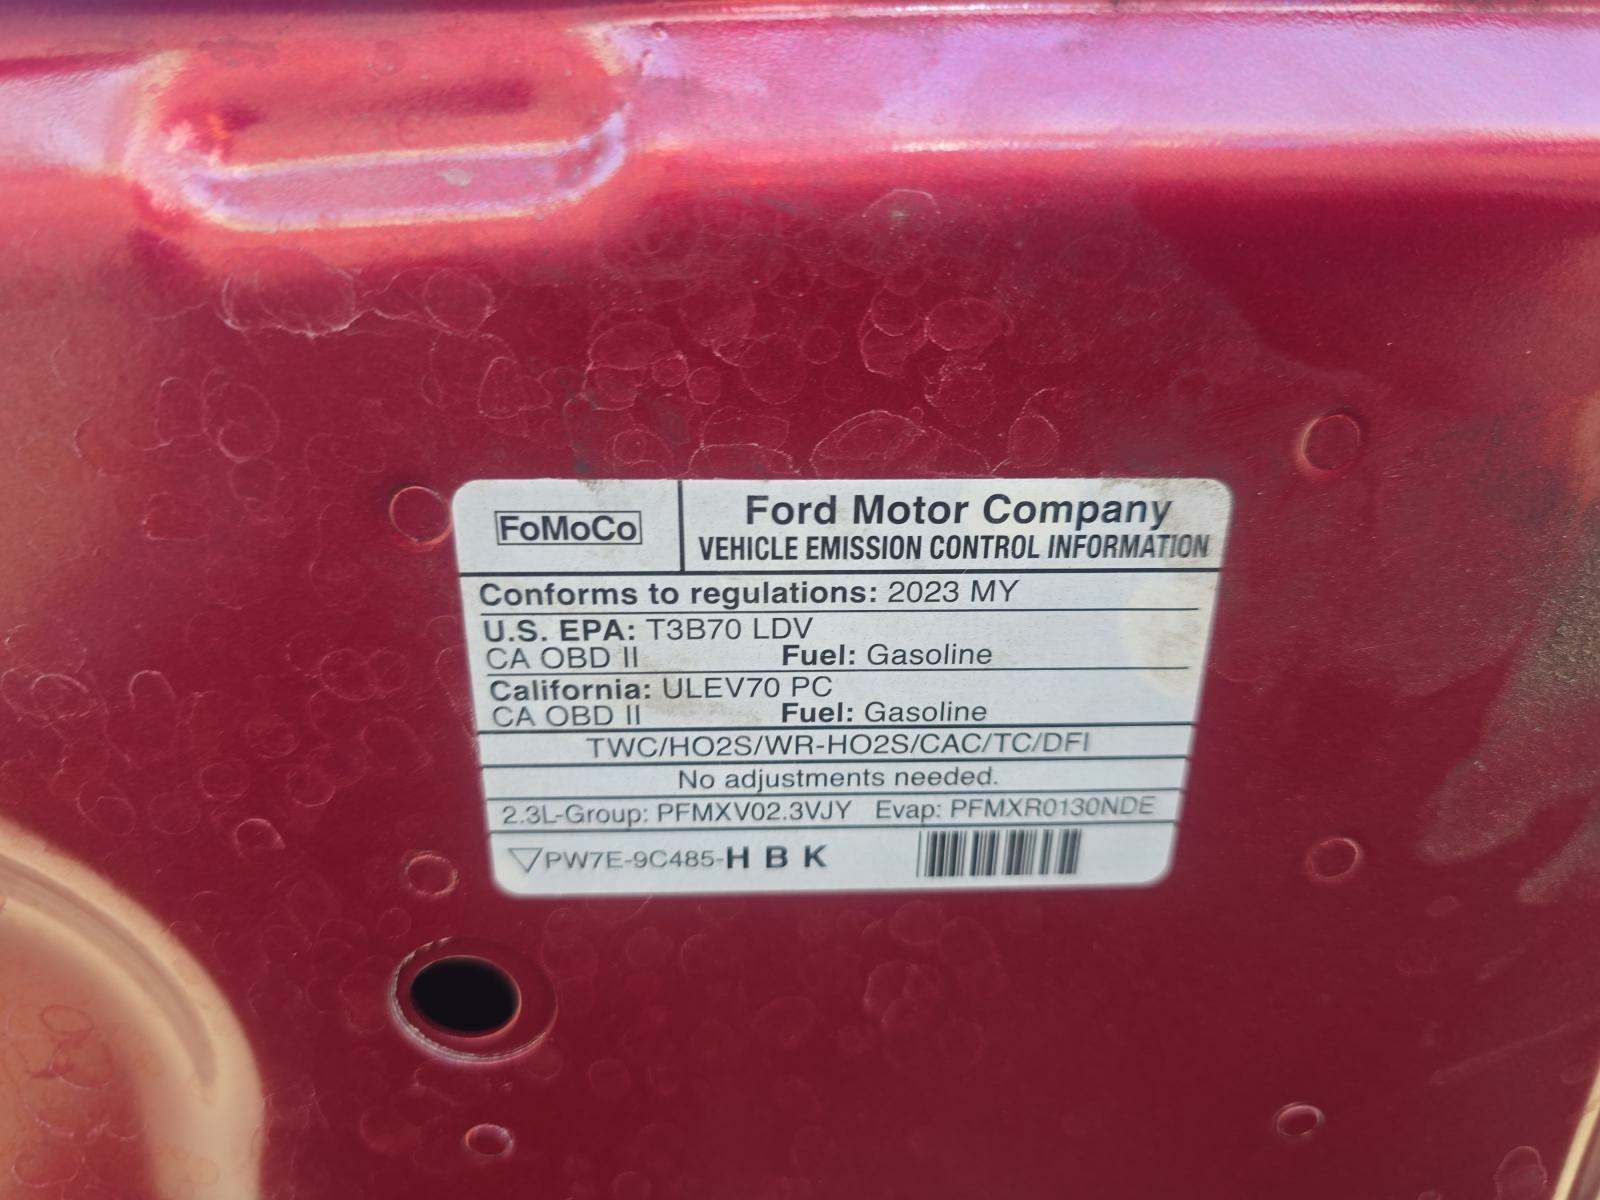 FoMoCo
Ford Motor Company
VEHICLE EMISSION CONTROL INFORMATION
Conforms to regulations: 2023 MY
U.S. EPA: T3B70 LDV
CA OBD II Fuel: Gasoline
California: ULEV70 PC
CA OBD II Fuel: Gasoline
TWC/HO2S/WR-HO2S/CAC/TC/DFI
No adjustments needed.
2.3L-Group: PFMXV02.3VJY Evap: PFMXR0130NDE
PW7E-9C485-H B K